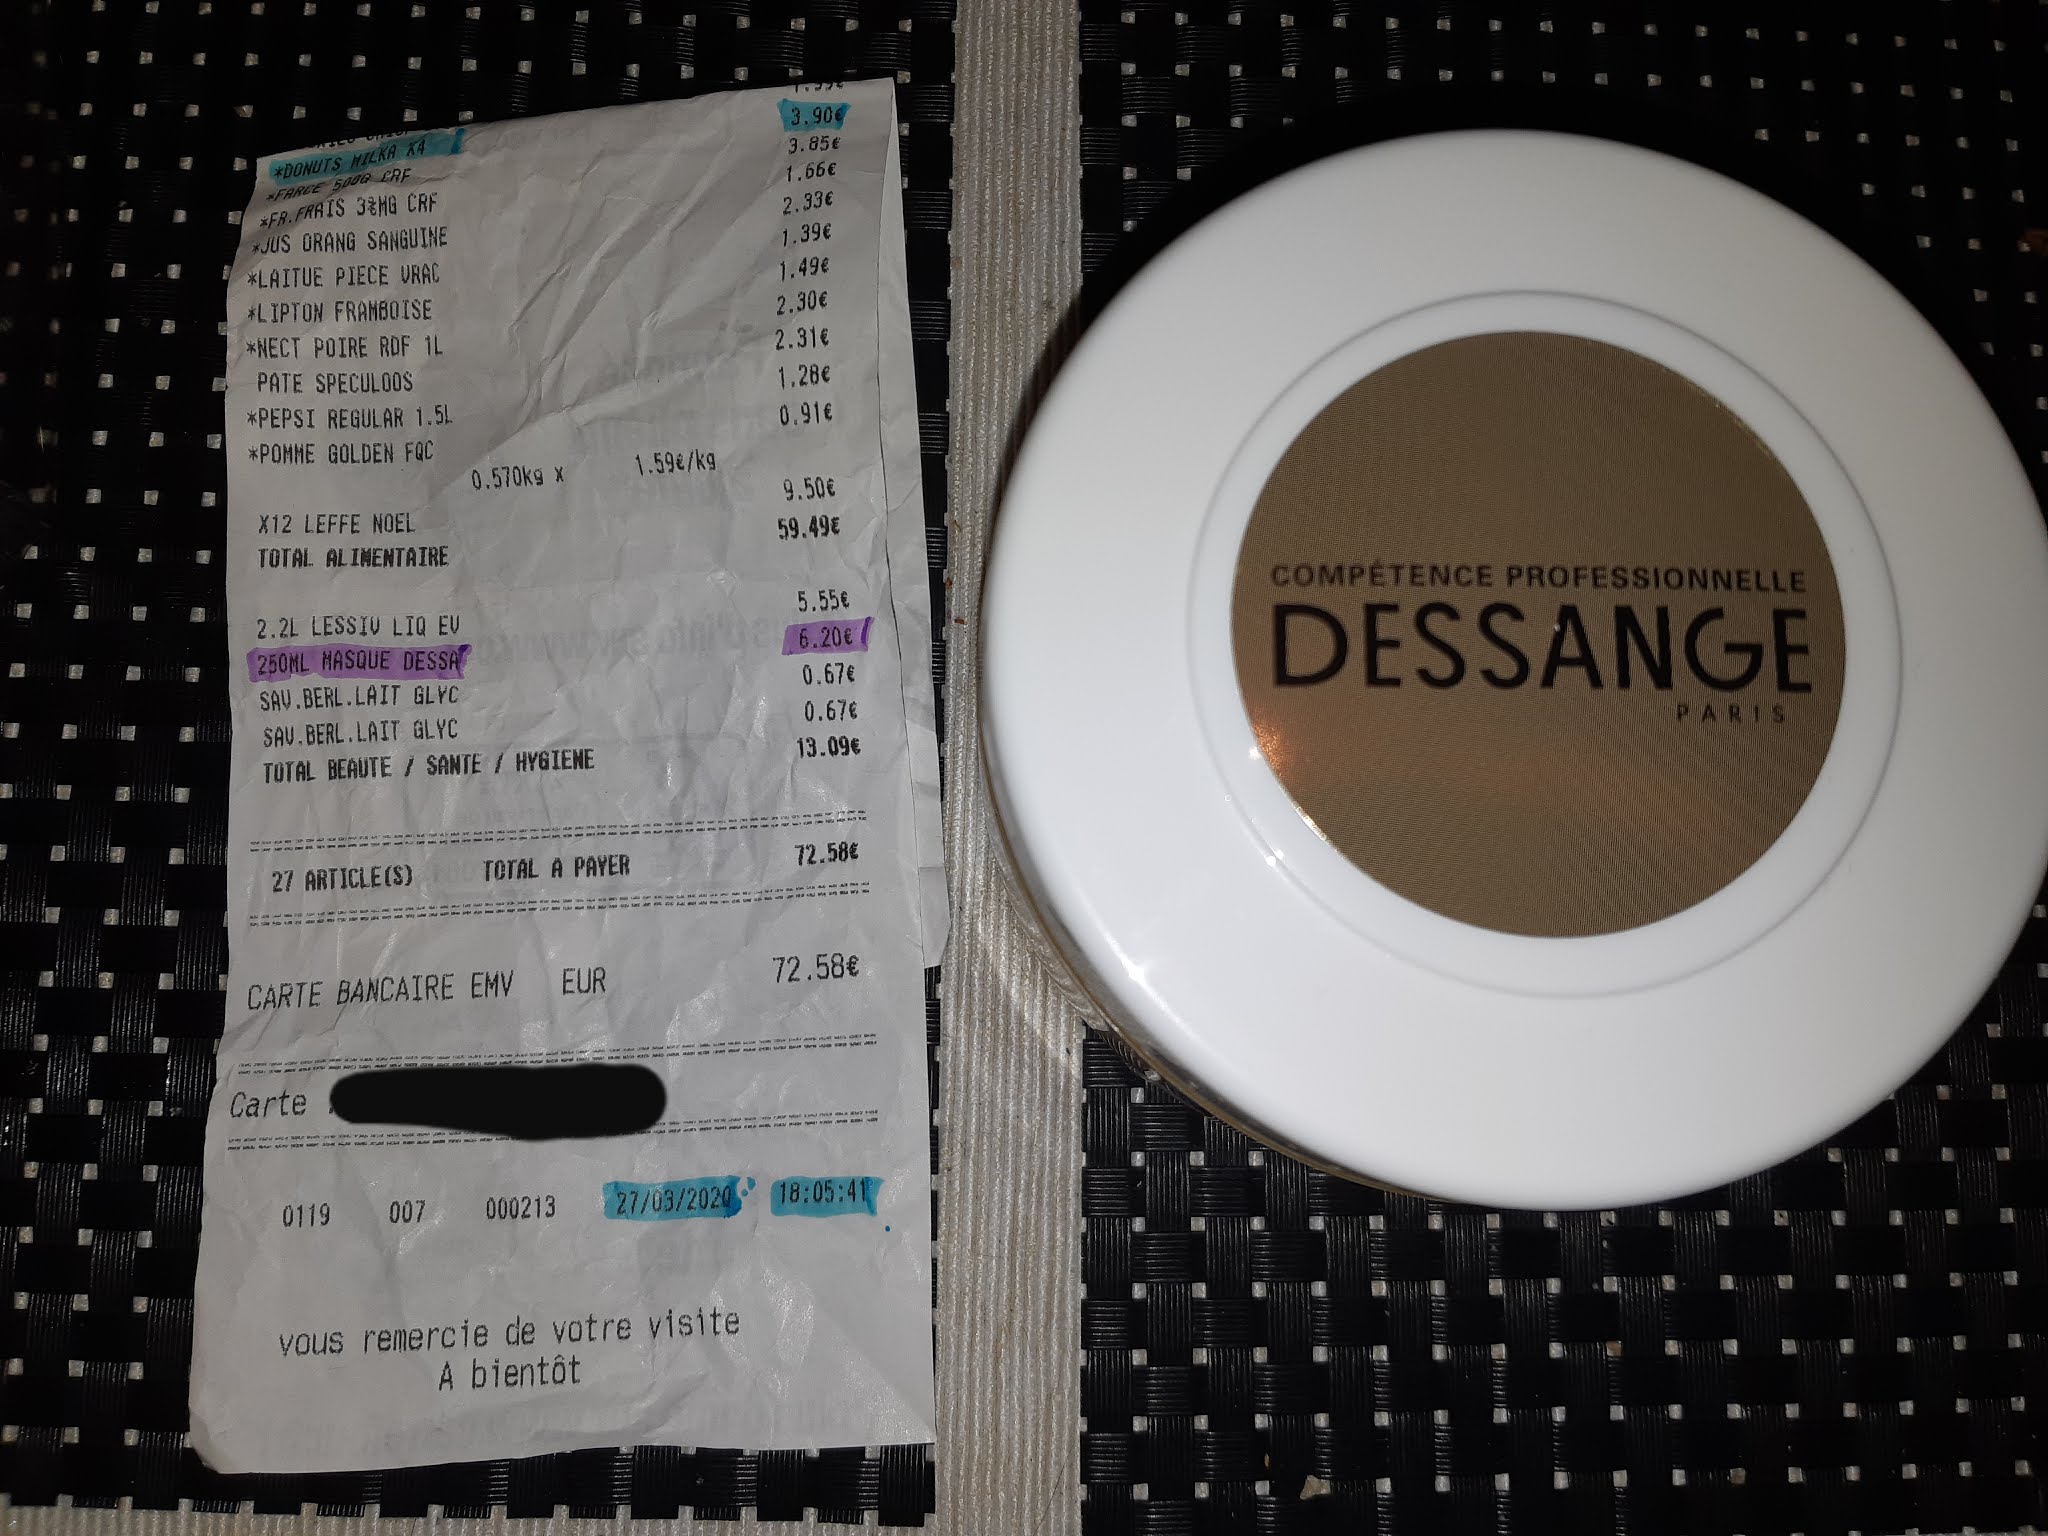 *DONUTS MILKA X4 3.90€
*FARCE 500G CRF 3.85€
*FR.FRAIS 3%MG CRF 1.66€
*JUS ORANG SANGUINE 2.33€
*LAITUE PIECE VRAC 1.39€
*LIPTON FRAMBOISE 1.49€
*NECT POIRE RDF 1L 2.30€
PATE SPECULOOS 2.31€
*PEPSI REGULAR 1.5L 1.28€
*POMME GOLDEN FQC 0.91€
0.570kg x 1.59€/kg
X12 LEFFE NOEL 9.50€
TOTAL ALIMENTAIRE 59.49€
2.2L LESSIV LIQ EV 5.55€
250ML MASQUE DESSA 6.20€
SAV.BERL.LAIT GLYC 0.67€
SAV.BERL.LAIT GLYC 0.67€
TOTAL BEAUTE / SANTE / HYGIENE 13.09€
27 ARTICLE(S) TOTAL A PAYER 72.58€
CARTE BANCAIRE EMV EUR 72.58€
Carte
0119 007 000213 27/03/2020 18:05:41
vous remercie de votre visite
A bientôt
COMPÉTENCE PROFESSIONNELLE
DESSANGE
PARIS